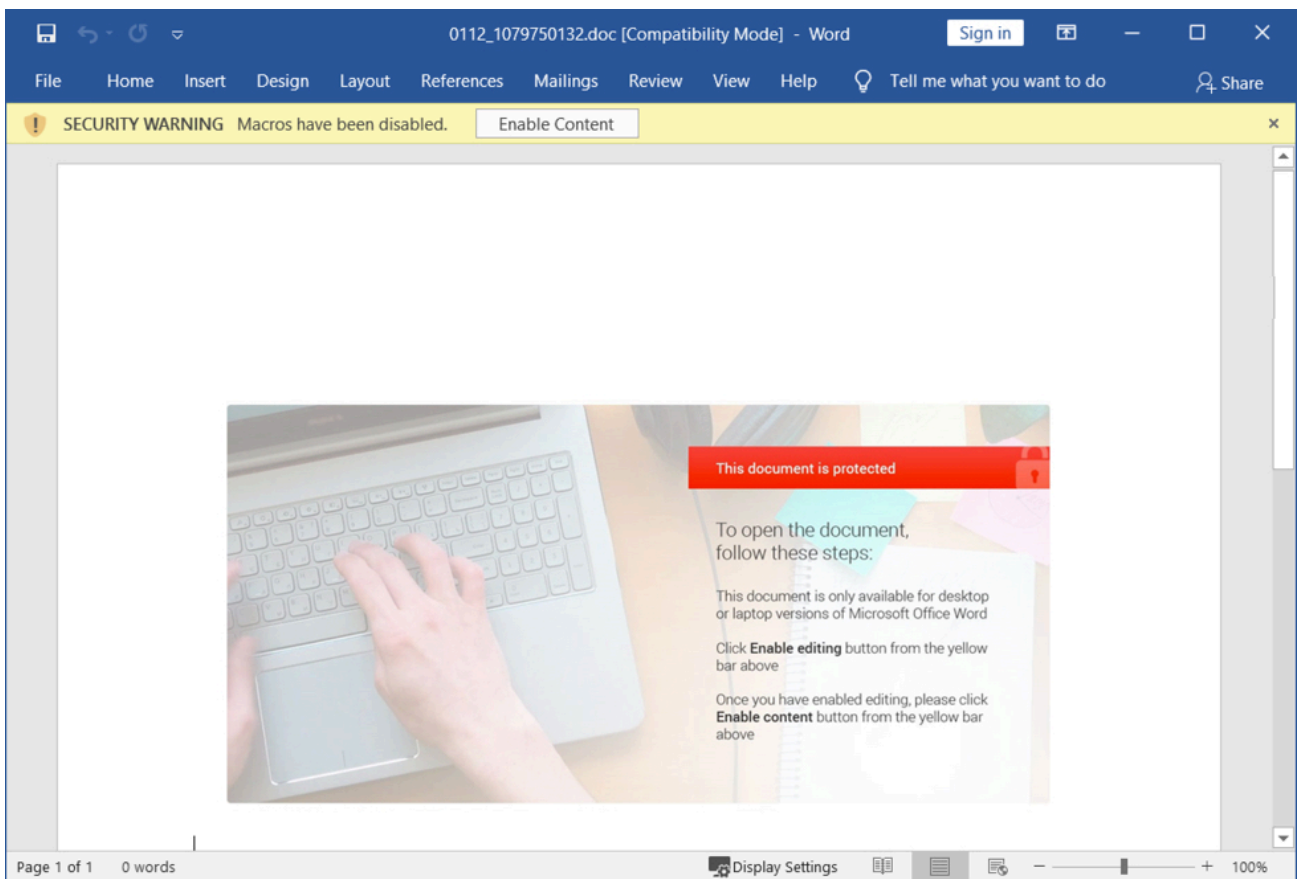 0112_1079750132.doc [Compatibility Mode] - Word
Sign in
File Home Insert Design Layout References Mailings Review View Help Tell me what you want to do Share
SECURITY WARNING Macros have been disabled. Enable Content
This document is protected
To open the document,
follow these steps:
This document is only available for desktop
or laptop versions of Microsoft Office Word
Click Enable editing button from the yellow
bar above
Once you have enabled editing, please click
Enable content button from the yellow bar
above
Page 1 of 1 0 words Display Settings 100%